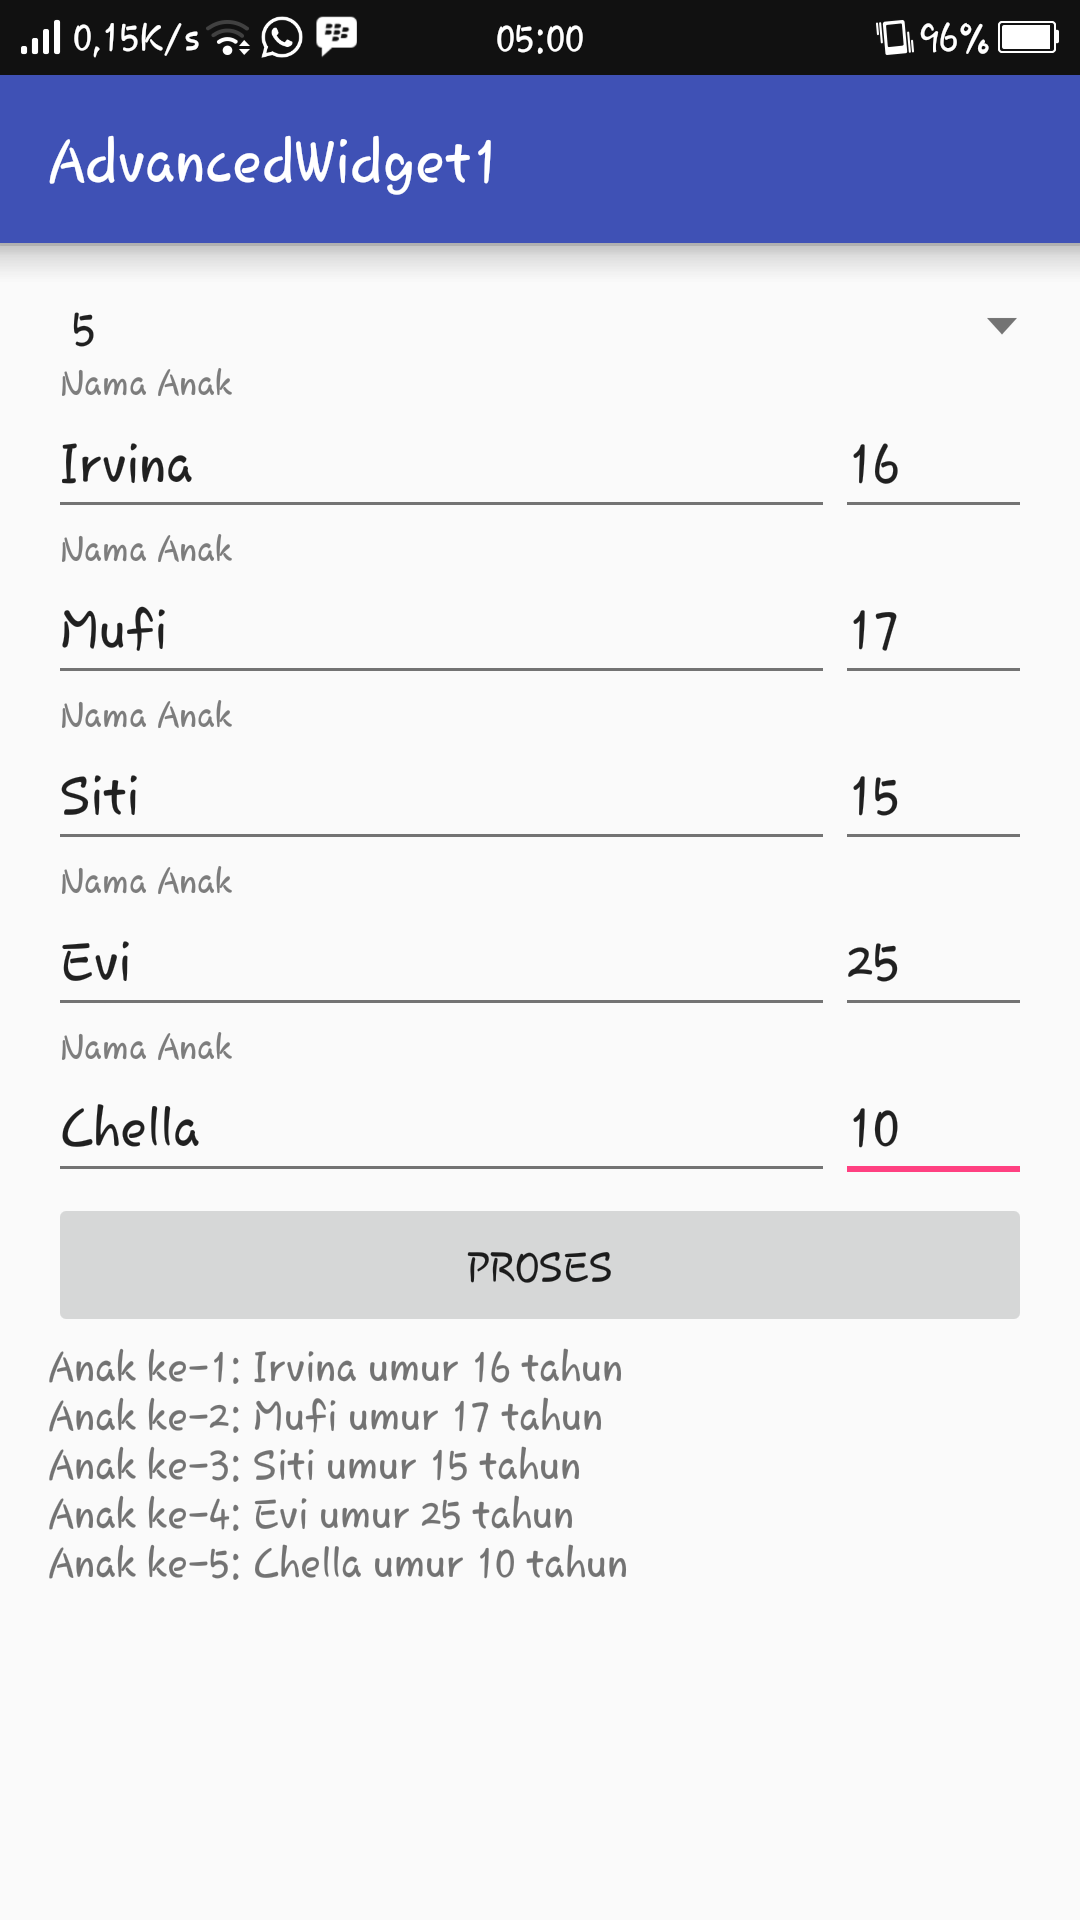 0,15K/s 05:00 96%
AdvancedWidget1
5
Nama Anak
Irvina 16
Nama Anak
Mufi 17
Nama Anak
Siti 15
Nama Anak
Evi 25
Nama Anak
Chella 10
PROSES
Anak ke-1: Irvina umur 16 tahun
Anak ke-2: Mufi umur 17 tahun
Anak ke-3: Siti umur 15 tahun
Anak ke-4: Evi umur 25 tahun
Anak ke-5: Chella umur 10 tahun